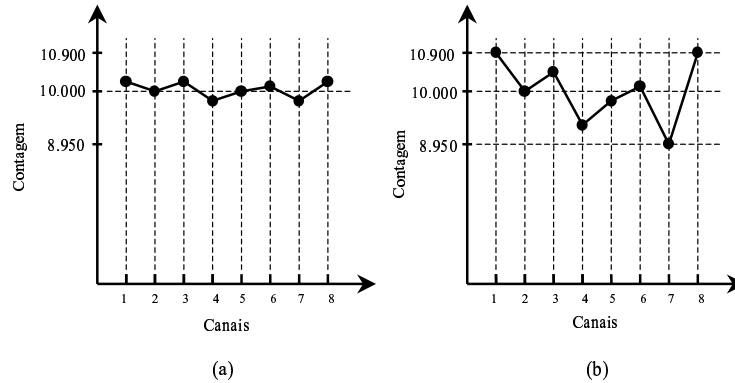 10.900
10.000
8.950
Contagem
1 2 3 4 5 6 7 8
Canais
(a)
10.900
10.000
8.950
Contagem
1 2 3 4 5 6 7 8
Canais
(b)